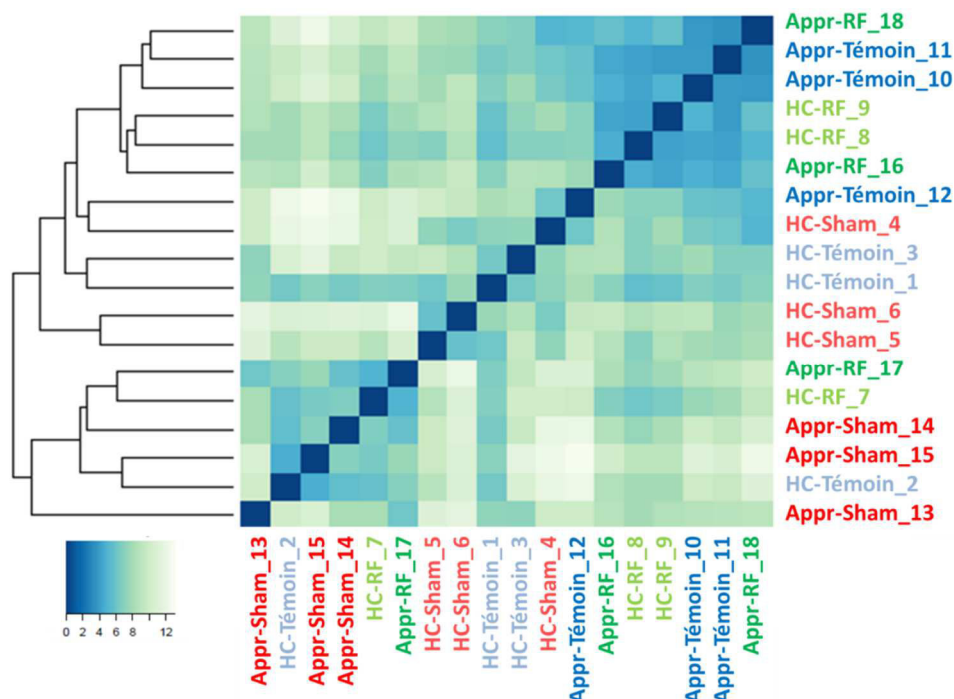 Appr-RF_18
Appr-Témoin_11
Appr-Témoin_10
HC-RF_9
HC-RF_8
Appr-RF_16
Appr-Témoin_12
HC-Sham_4
HC-Témoin_3
HC-Témoin_1
HC-Sham_6
HC-Sham_5
Appr-RF_17
HC-RF_7
Appr-Sham_14
Appr-Sham_15
HC-Témoin_2
Appr-Sham_13
0 2 4 6 8 12
Appr-Sham_13
HC-Témoin_2
Appr-Sham_15
Appr-Sham_14
HC-RF_7
Appr-RF_17
HC-Sham_5
HC-Sham_6
HC-Témoin_1
HC-Témoin_3
HC-Sham_4
Appr-Témoin_12
Appr-RF_16
HC-RF_8
HC-RF_9
Appr-Témoin_10
Appr-Témoin_11
Appr-RF_18